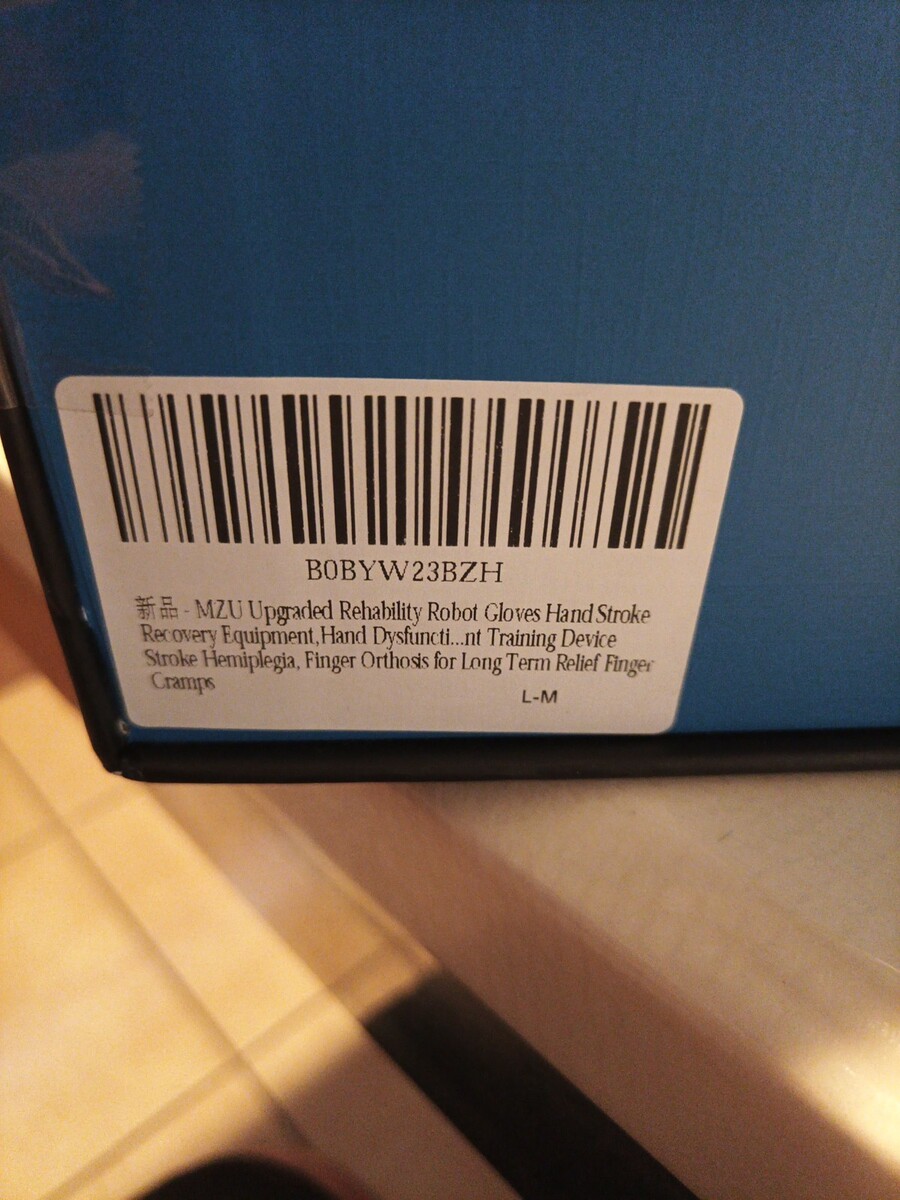 B0BYW23BZH
新品 - MZU Upgraded Rehability Robot Gloves Hand Stroke
Recovery Equipment,Hand Dysfuncti...nt Training Device
Stroke Hemiplegia, Finger Orthosis for Long Term Relief Finger
Cramps
L-M